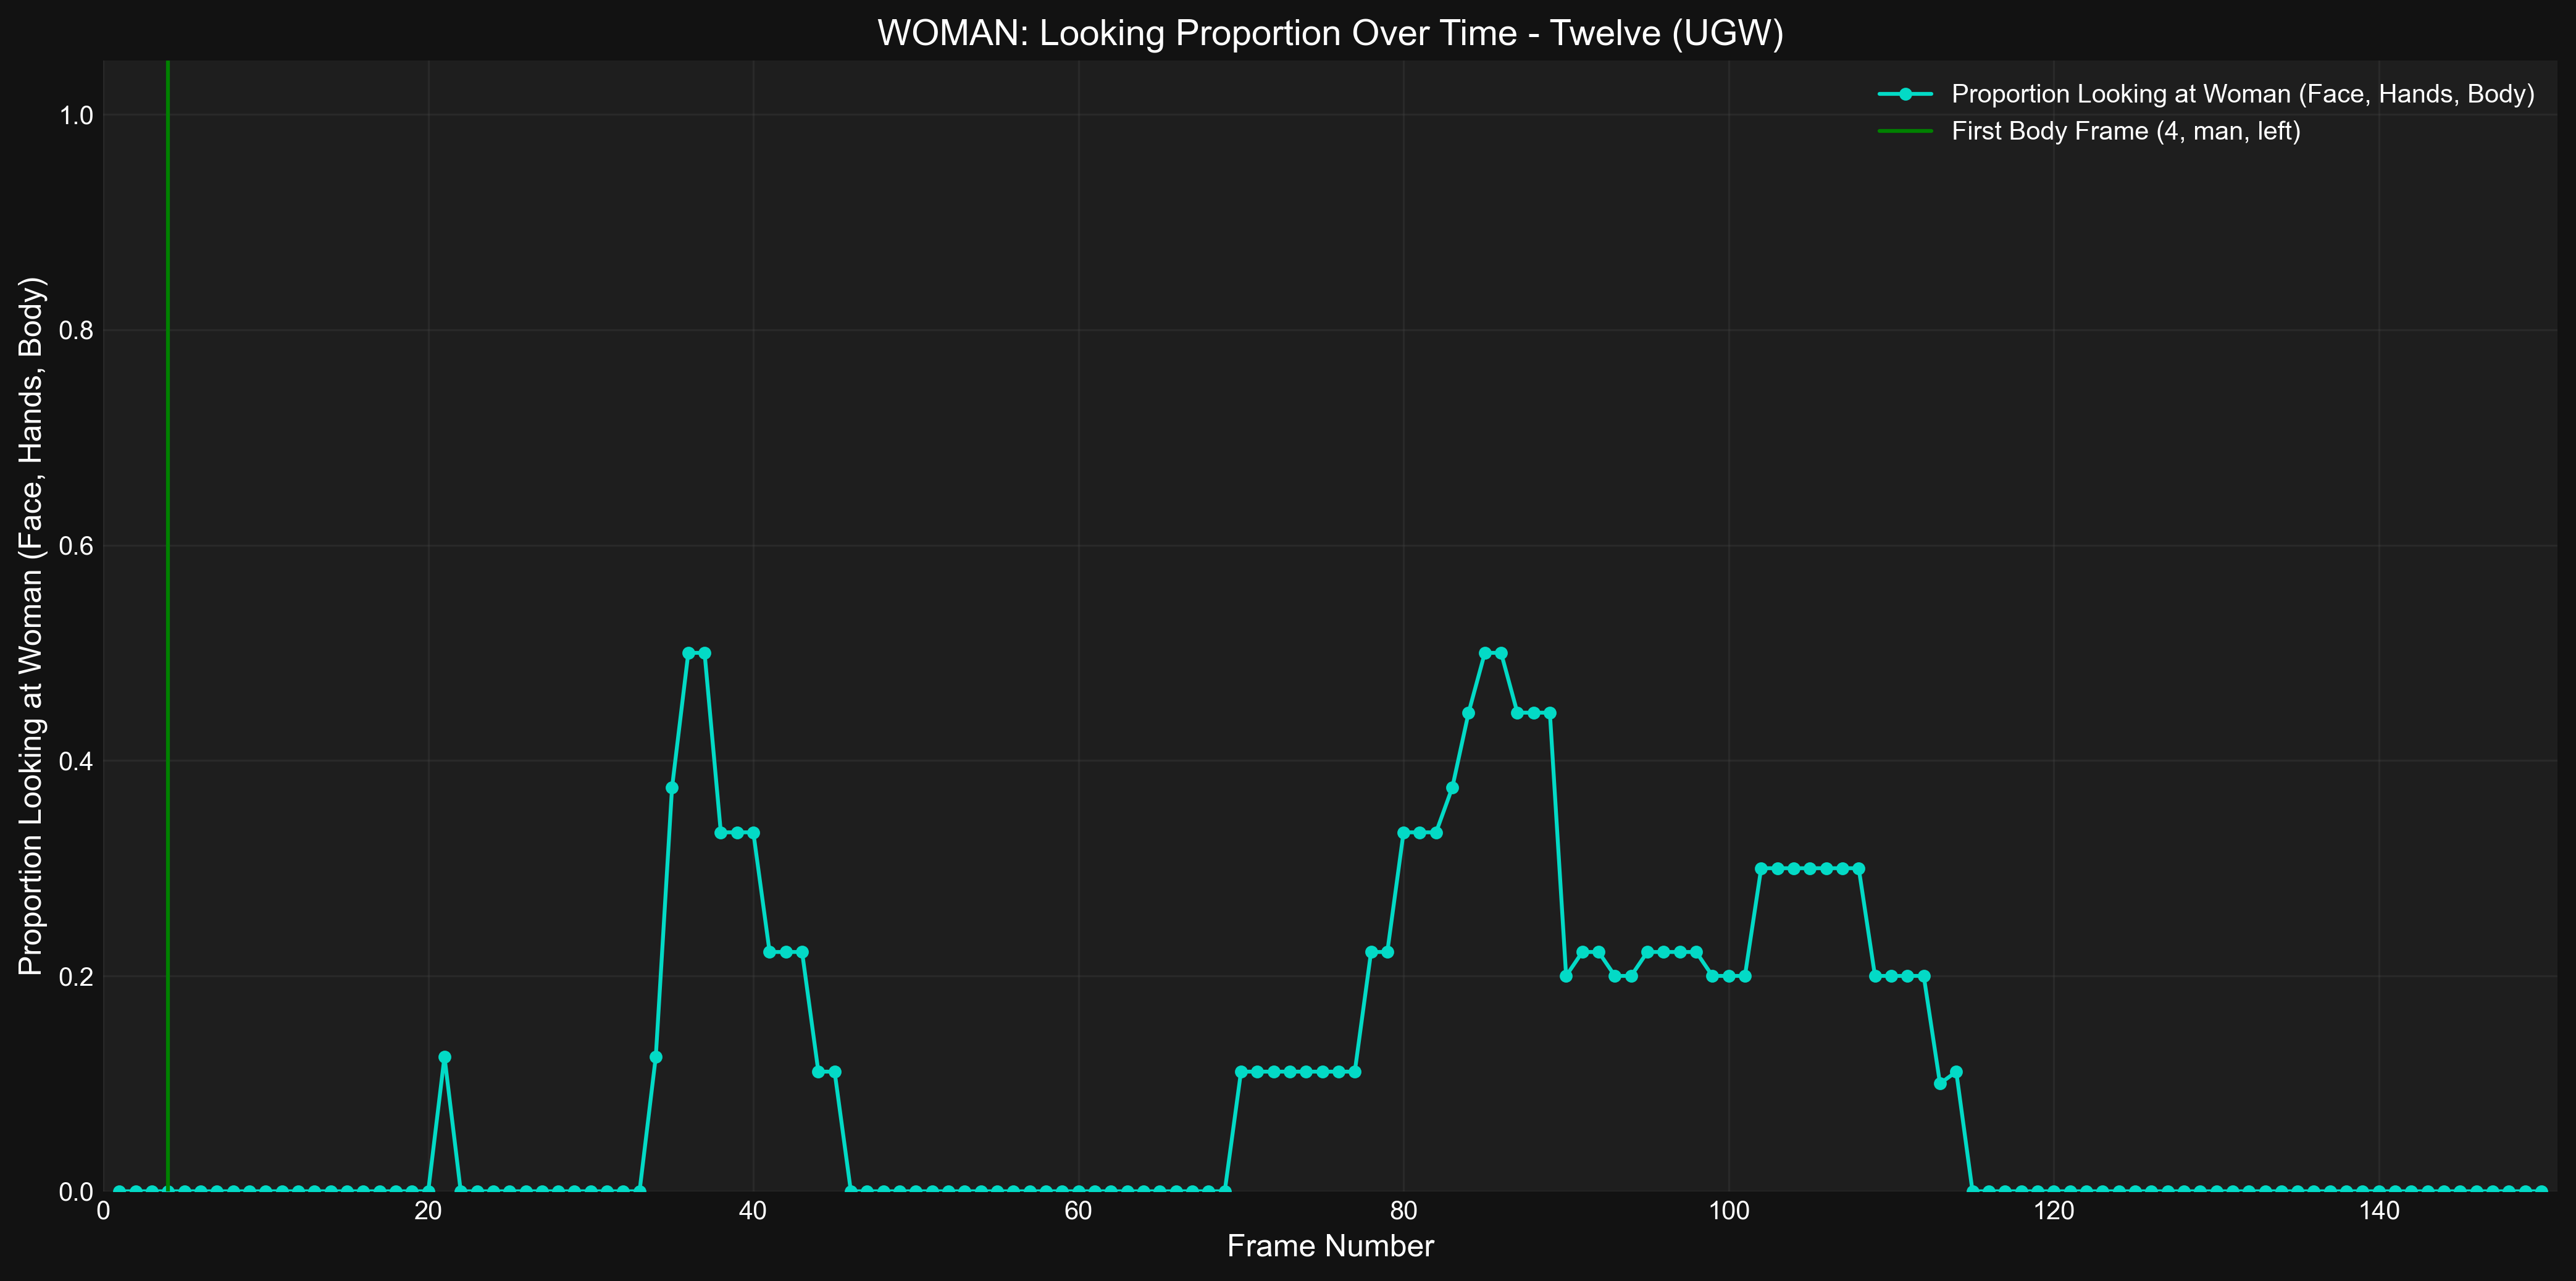 WOMAN: Looking Proportion Over Time - Twelve (UGW)
Proportion Looking at Woman (Face, Hands, Body)
First Body Frame (4, man, left)
Proportion Looking at Woman (Face, Hands, Body)
1.0
0.8
0.6
0.4
0.2
0.0
0 20 40 60 80 100 120 140
Frame Number